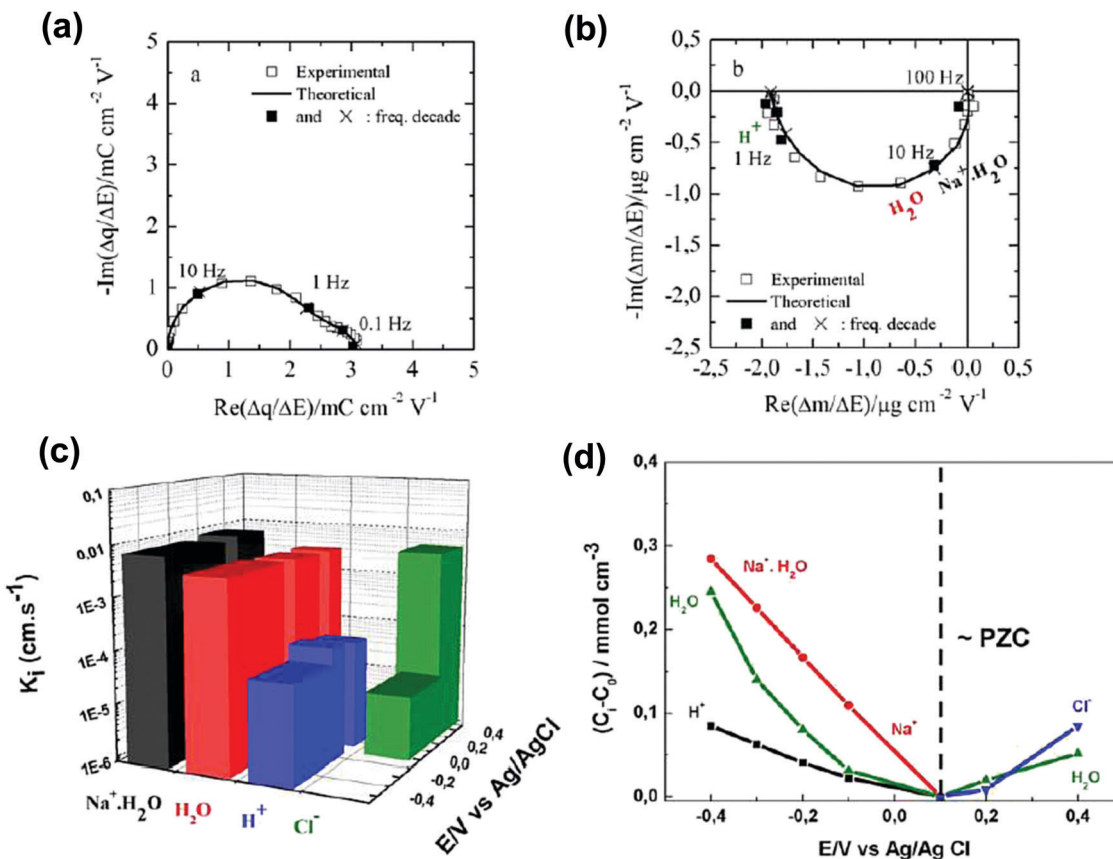 (a)
5
4
3
2
1
0
0 1 2 3 4 5
-Im(Δq/ΔE)/mC cm⁻² V⁻¹
Re(Δq/ΔE)/mC cm⁻² V⁻¹
a
Experimental
Theoretical
and × : freq. decade
10 Hz
1 Hz
0.1 Hz
(b)
0,5
0,0
-0,5
-1,0
-1,5
-2,0
-2,5
-2,5 -2,0 -1,5 -1,0 -0,5 0,0 0,5
-Im(Δm/ΔE)/μg cm⁻² V⁻¹
Re(Δm/ΔE)/μg cm⁻² V⁻¹
b
100 Hz
H⁺
1 Hz
10 Hz
Na⁺.H₂O
H₂O
Experimental
Theoretical
and × : freq. decade
(c)
0,1
0,01
1E-3
1E-4
1E-5
1E-6
Kᵢ (cm.s⁻¹)
Na⁺.H₂O
H₂O
H⁺
Cl⁻
-0,4
-0,2
0,0
0,2
0,4
E/V vs Ag/AgCl
(d)
0,4
0,3
0,2
0,1
0,0
-0,4 -0,2 0,0 0,2 0,4
(Cᵢ-C₀) / mmol cm⁻³
E/V vs Ag/Ag Cl
Na⁺. H₂O
H₂O
H⁺
Na⁺
~ PZC
Cl⁻
H₂O